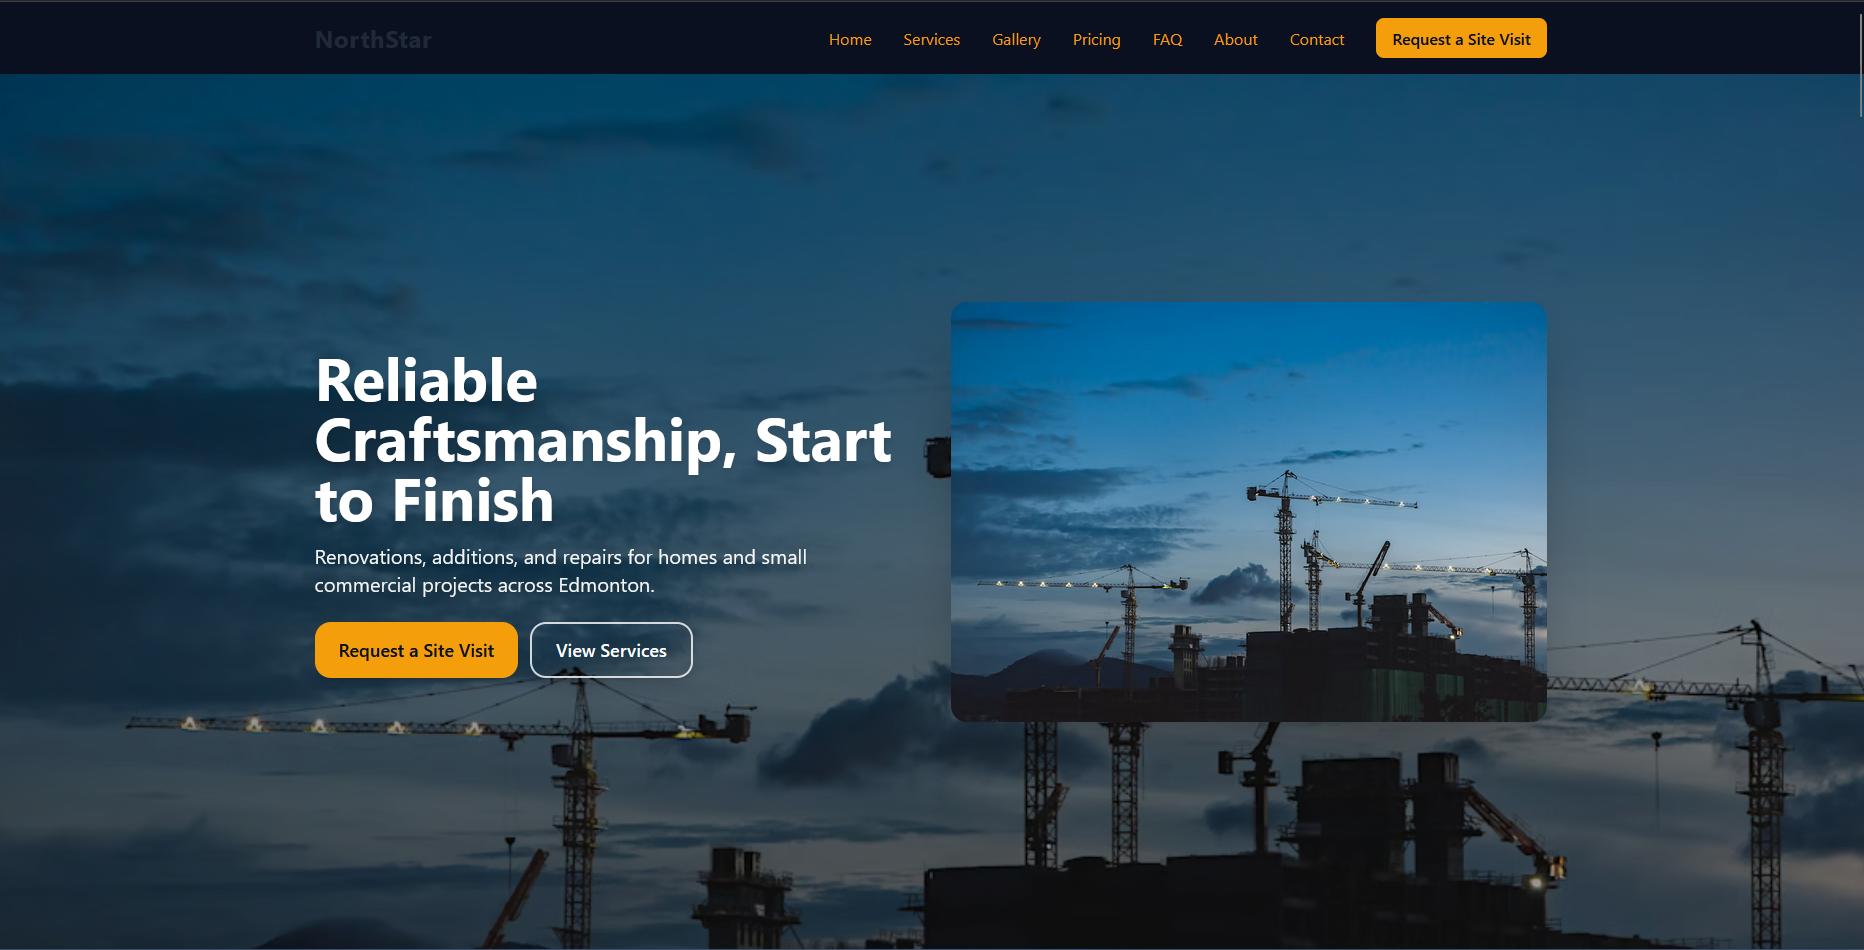 NorthStar
Home Services Gallery Pricing FAQ About Contact Request a Site Visit
Reliable
Craftsmanship, Start
to Finish
Renovations, additions, and repairs for homes and small
commercial projects across Edmonton.
Request a Site Visit View Services